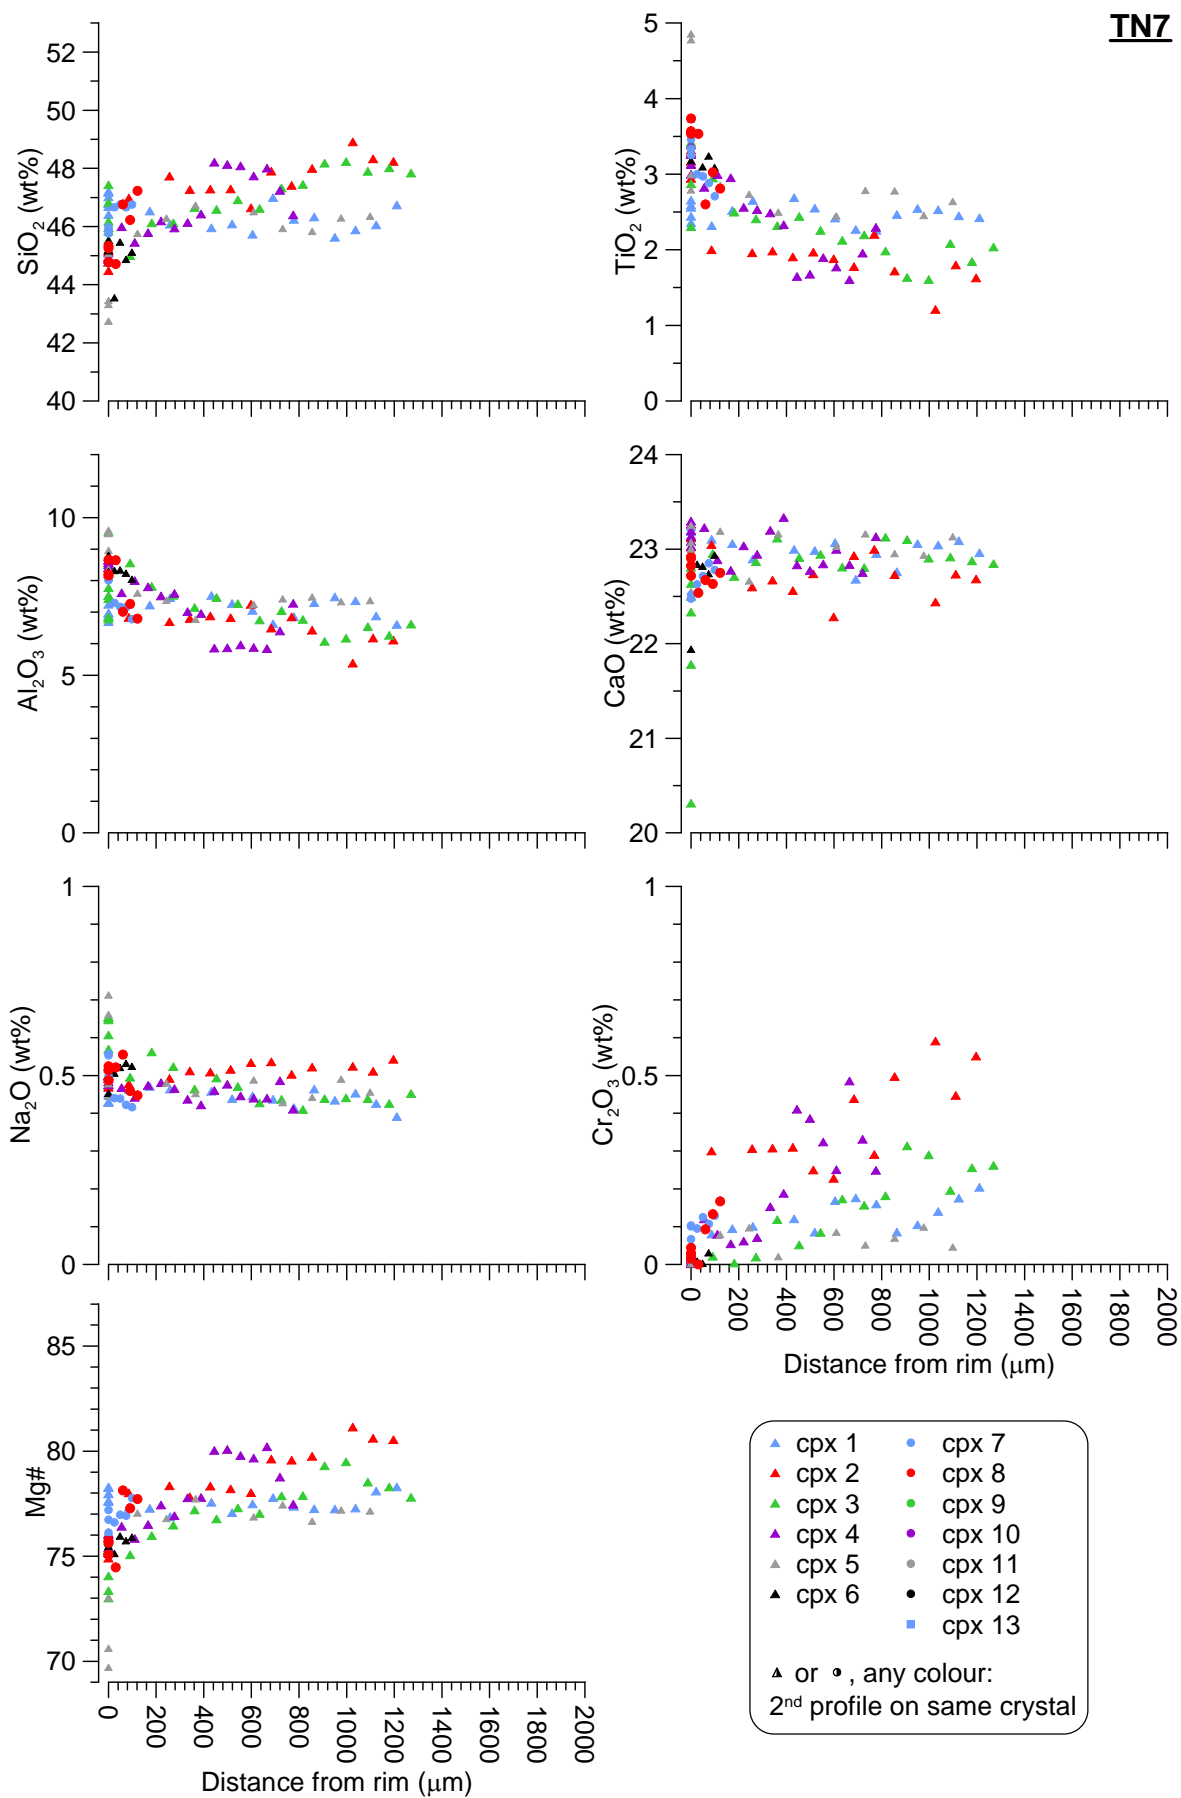 TN7
52
50
48
46
44
42
40
SiO2 (wt%)
5
4
3
2
1
0
TiO2 (wt%)
10
5
0
Al2O3 (wt%)
24
23
22
21
20
CaO (wt%)
1
0.5
0
Na2O (wt%)
1
0.5
0
Cr2O3 (wt%)
0 200 400 600 800 1000 1200 1400 1600 1800 2000
Distance from rim (μm)
85
80
75
70
Mg#
0 200 400 600 800 1000 1200 1400 1600 1800 2000
Distance from rim (μm)
cpx 1 cpx 7
cpx 2 cpx 8
cpx 3 cpx 9
cpx 4 cpx 10
cpx 5 cpx 11
cpx 6 cpx 12
cpx 13
or , any colour:
2nd profile on same crystal